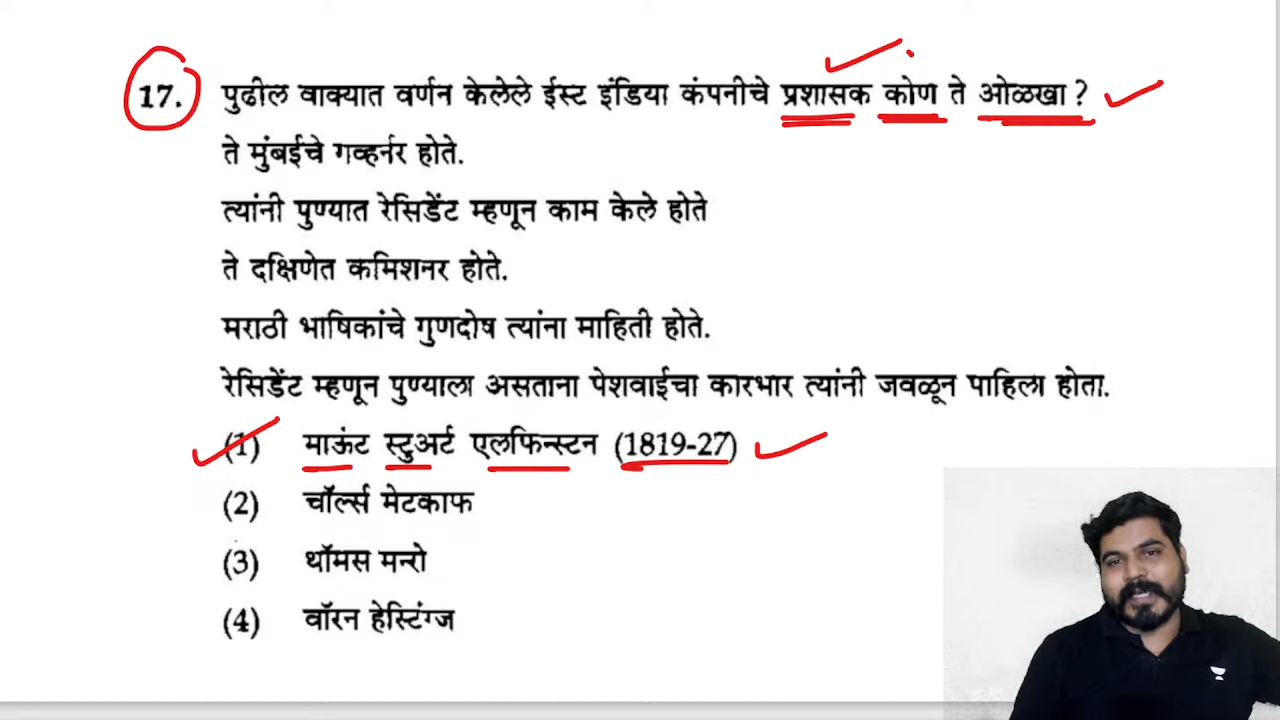 17. पुढील वाक्यात वर्णन केलेले ईस्ट इंडिया कंपनीचे प्रशासक कोण ते ओळखा ?
ते मुंबईचे गव्हर्नर होते.
त्यांनी पुण्यात रेसिडेंट म्हणून काम केले होते
ते दक्षिणेत कमिशनर होते.
मराठी भाषिकांचे गुणदोष त्यांना माहिती होते.
रेसिडेंट म्हणून पुण्याला असताना पेशवाईचा कारभार त्यांनी जवळून पाहिला होता.
(1) माऊंट स्टुअर्ट एलफिन्स्टन (1819-27)
(2) चॉर्ल्स मेटकाफ
(3) थॉमस मन्रो
(4) वॉरन हेस्टिंग्ज